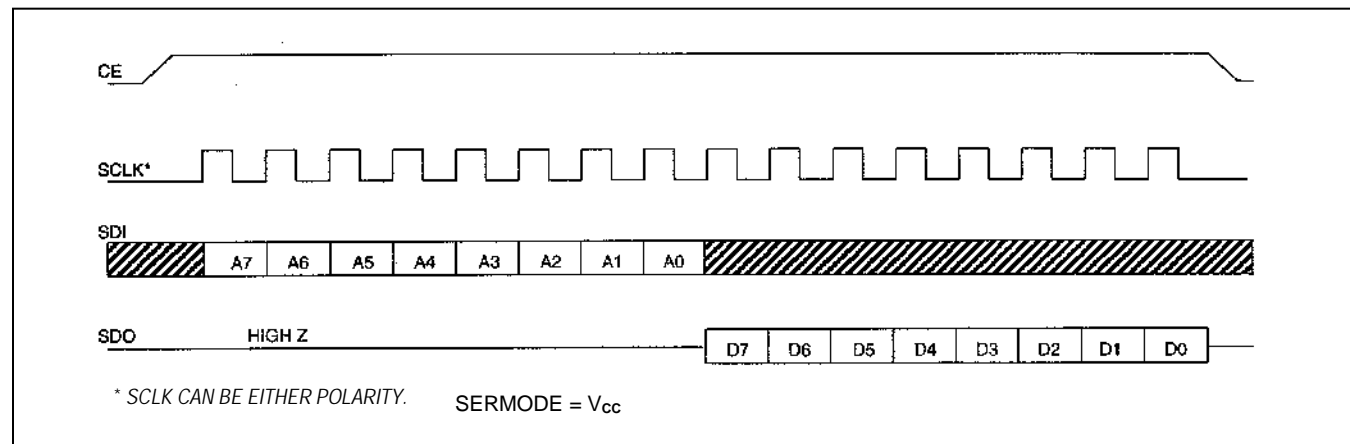 CE
SCLK*
SDI
A7 A6 A5 A4 A3 A2 A1 A0
SDO HIGH Z D7 D6 D5 D4 D3 D2 D1 D0
* SCLK CAN BE EITHER POLARITY. SERMODE = VCC